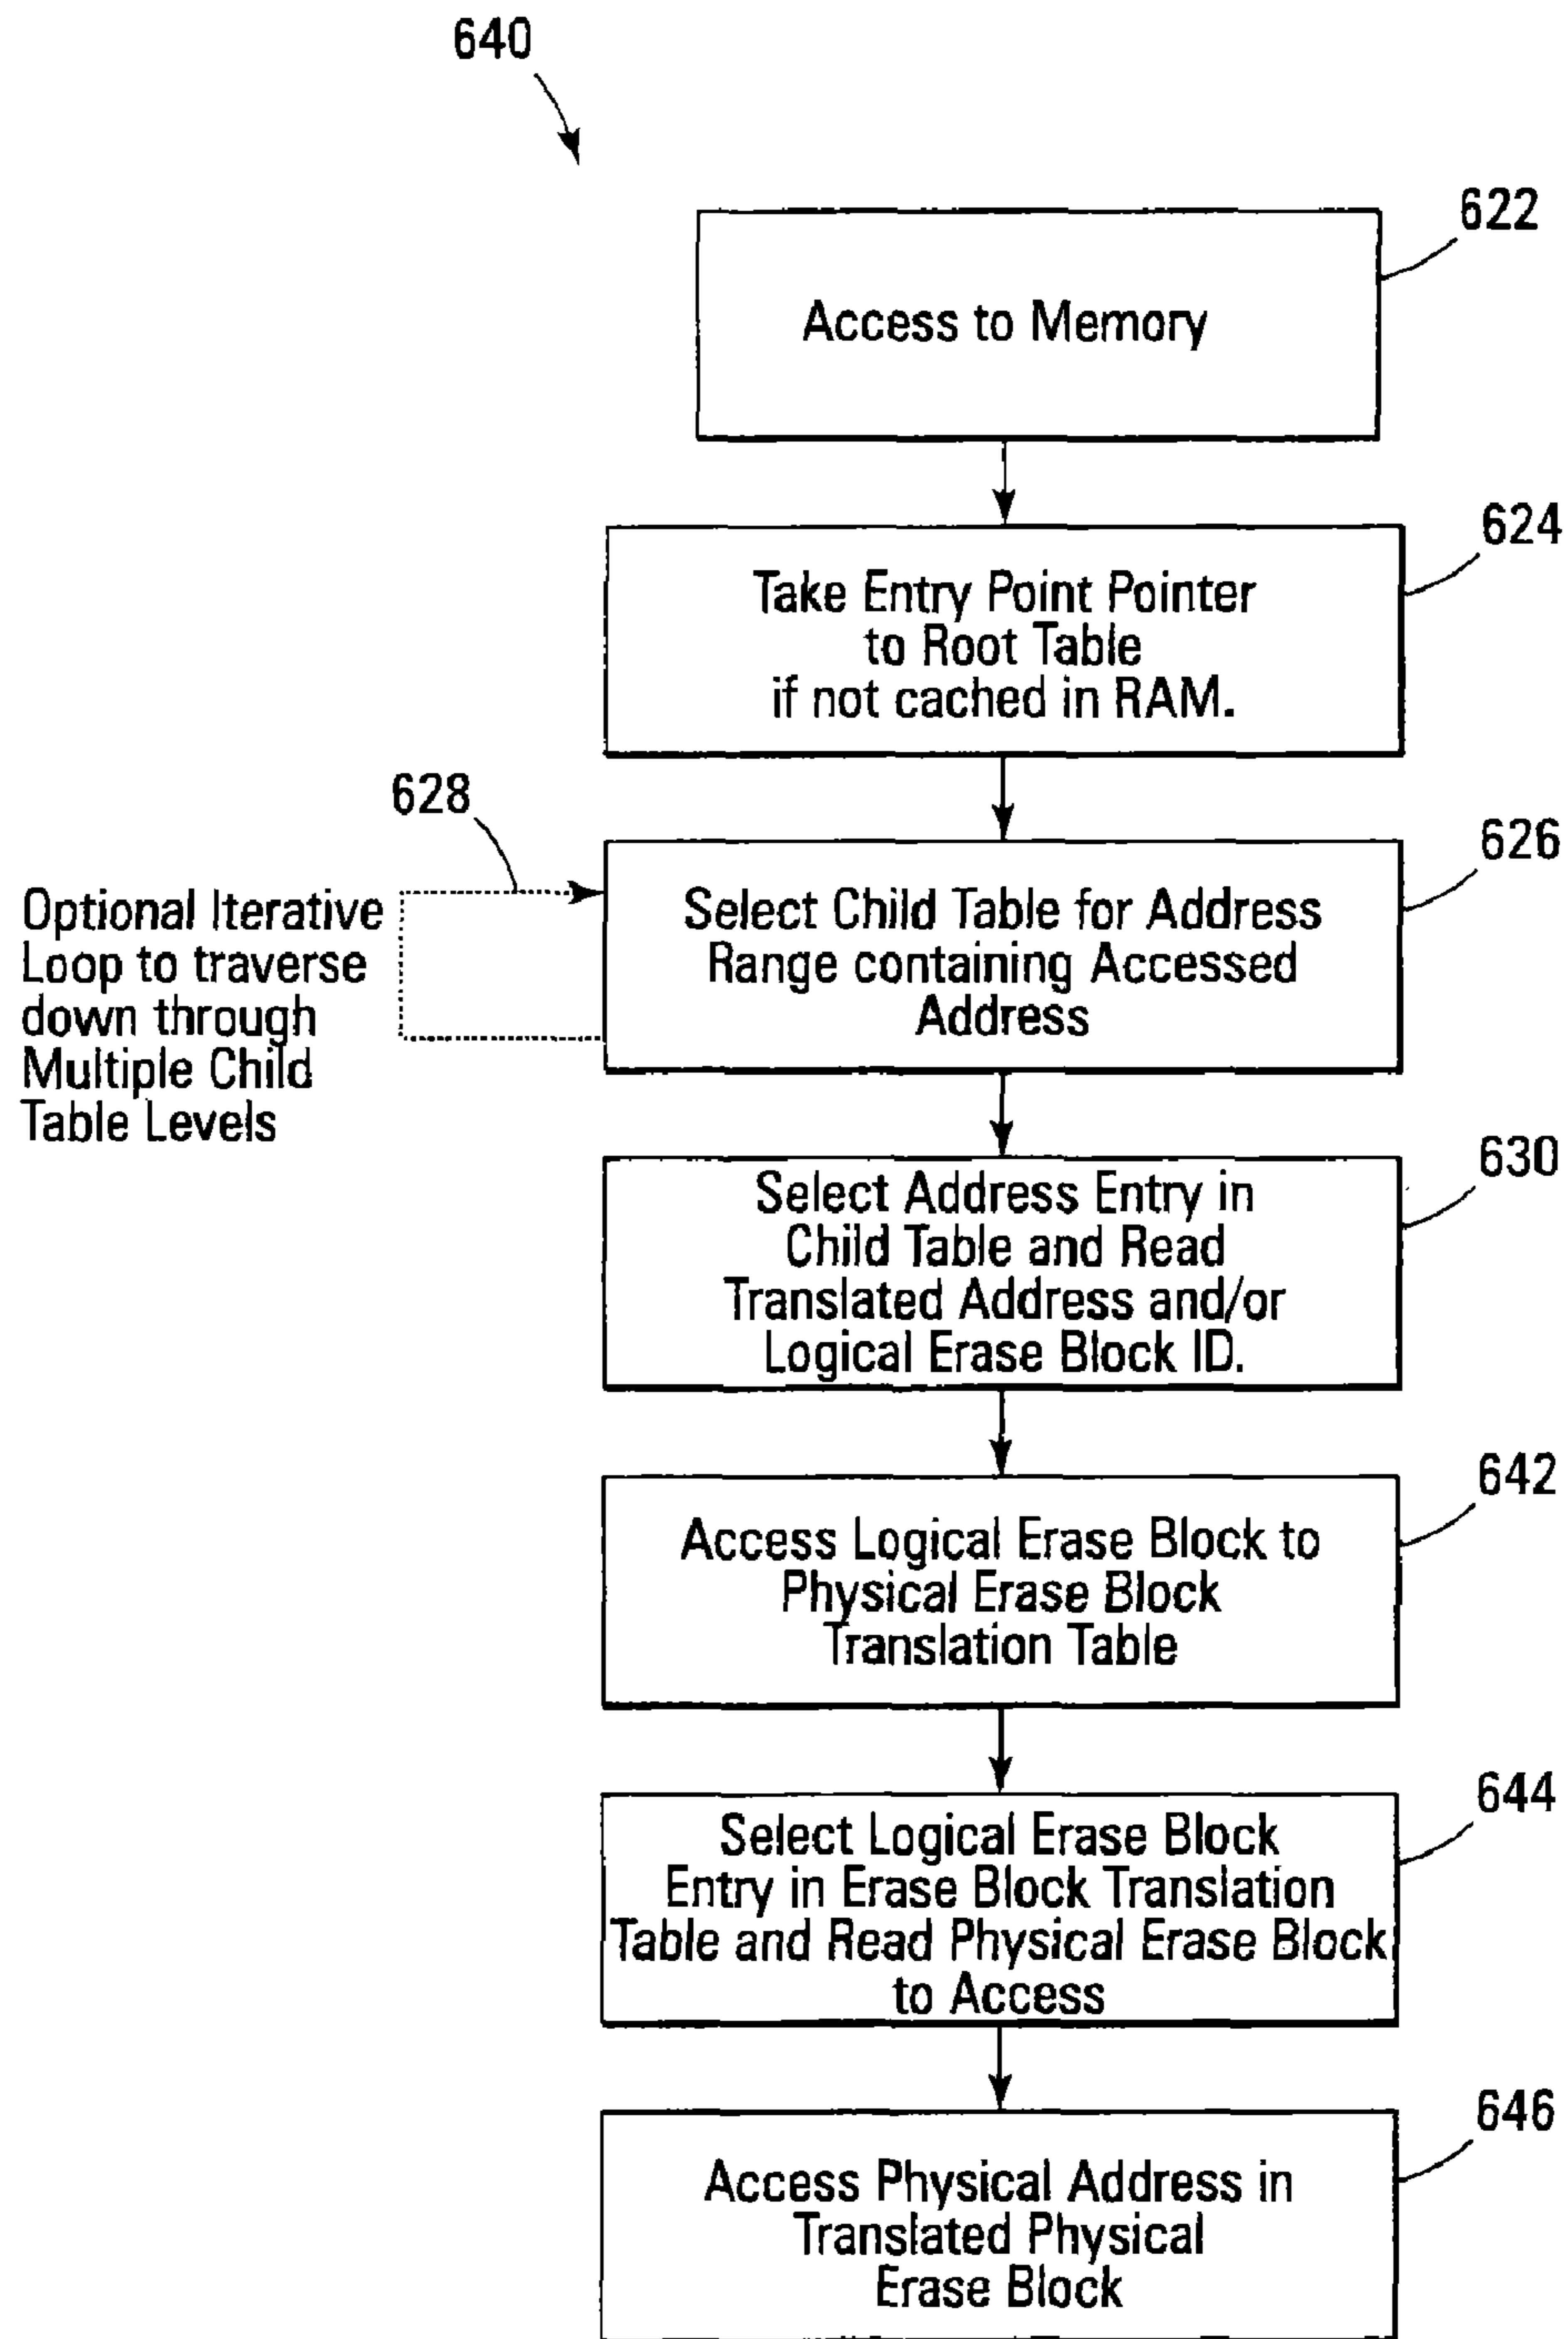 640
622
Access to Memory
624
Take Entry Point Pointer
to Root Table
if not cached in RAM.
628
626
Optional Iterative
Loop to traverse
down through
Multiple Child
Table Levels
Select Child Table for Address
Range containing Accessed
Address
630
Select Address Entry in
Child Table and Read
Translated Address and/or
Logical Erase Block ID.
642
Access Logical Erase Block to
Physical Erase Block
Translation Table
644
Select Logical Erase Block
Entry in Erase Block Translation
Table and Read Physical Erase Block
to Access
646
Access Physical Address in
Translated Physical
Erase Block